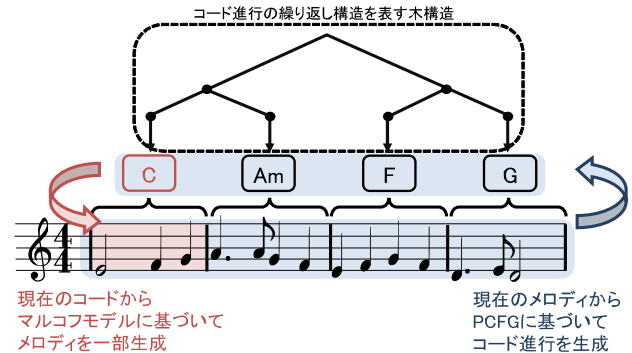 コード進行の繰り返し構造を表す木構造
C Am F G
4
4
現在のコードから
マルコフモデルに基づいて
メロディを一部生成
現在のメロディから
PCFGに基づいて
コード進行を生成